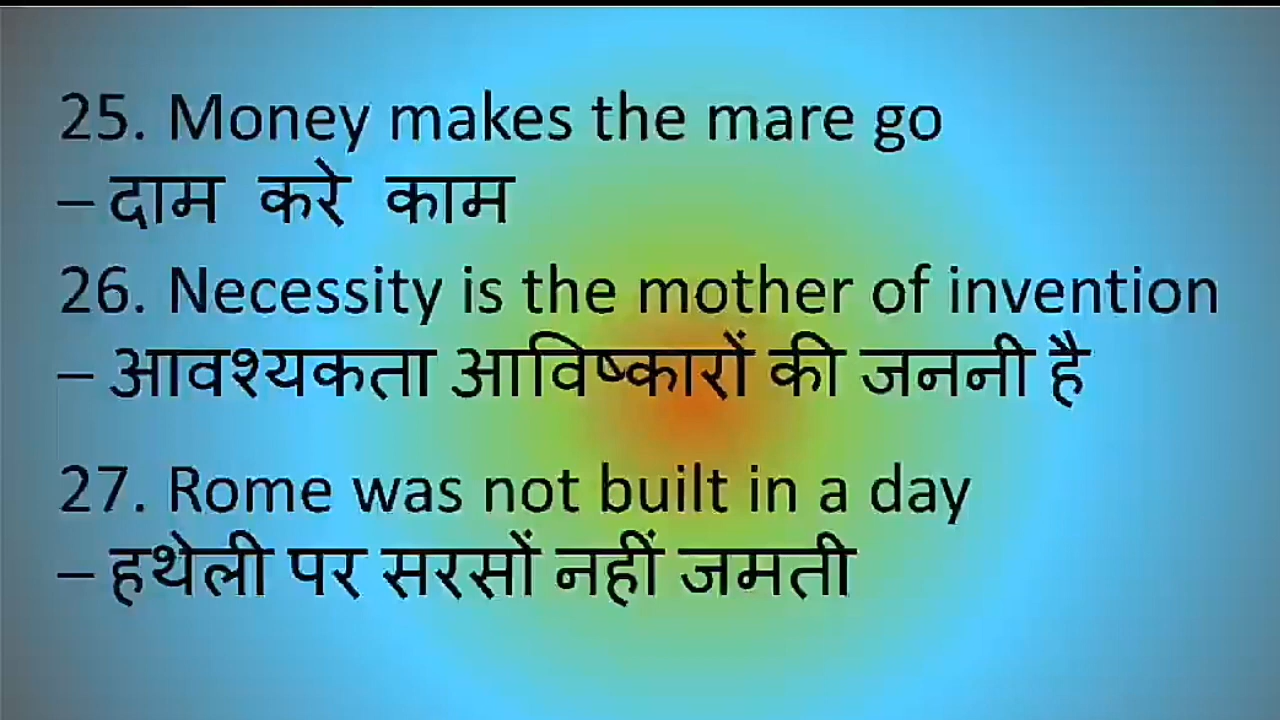 25. Money makes the mare go
– दाम करे काम
26. Necessity is the mother of invention
– आवश्यकता आविष्कारों की जननी है
27. Rome was not built in a day
– हथेली पर सरसों नहीं जमती